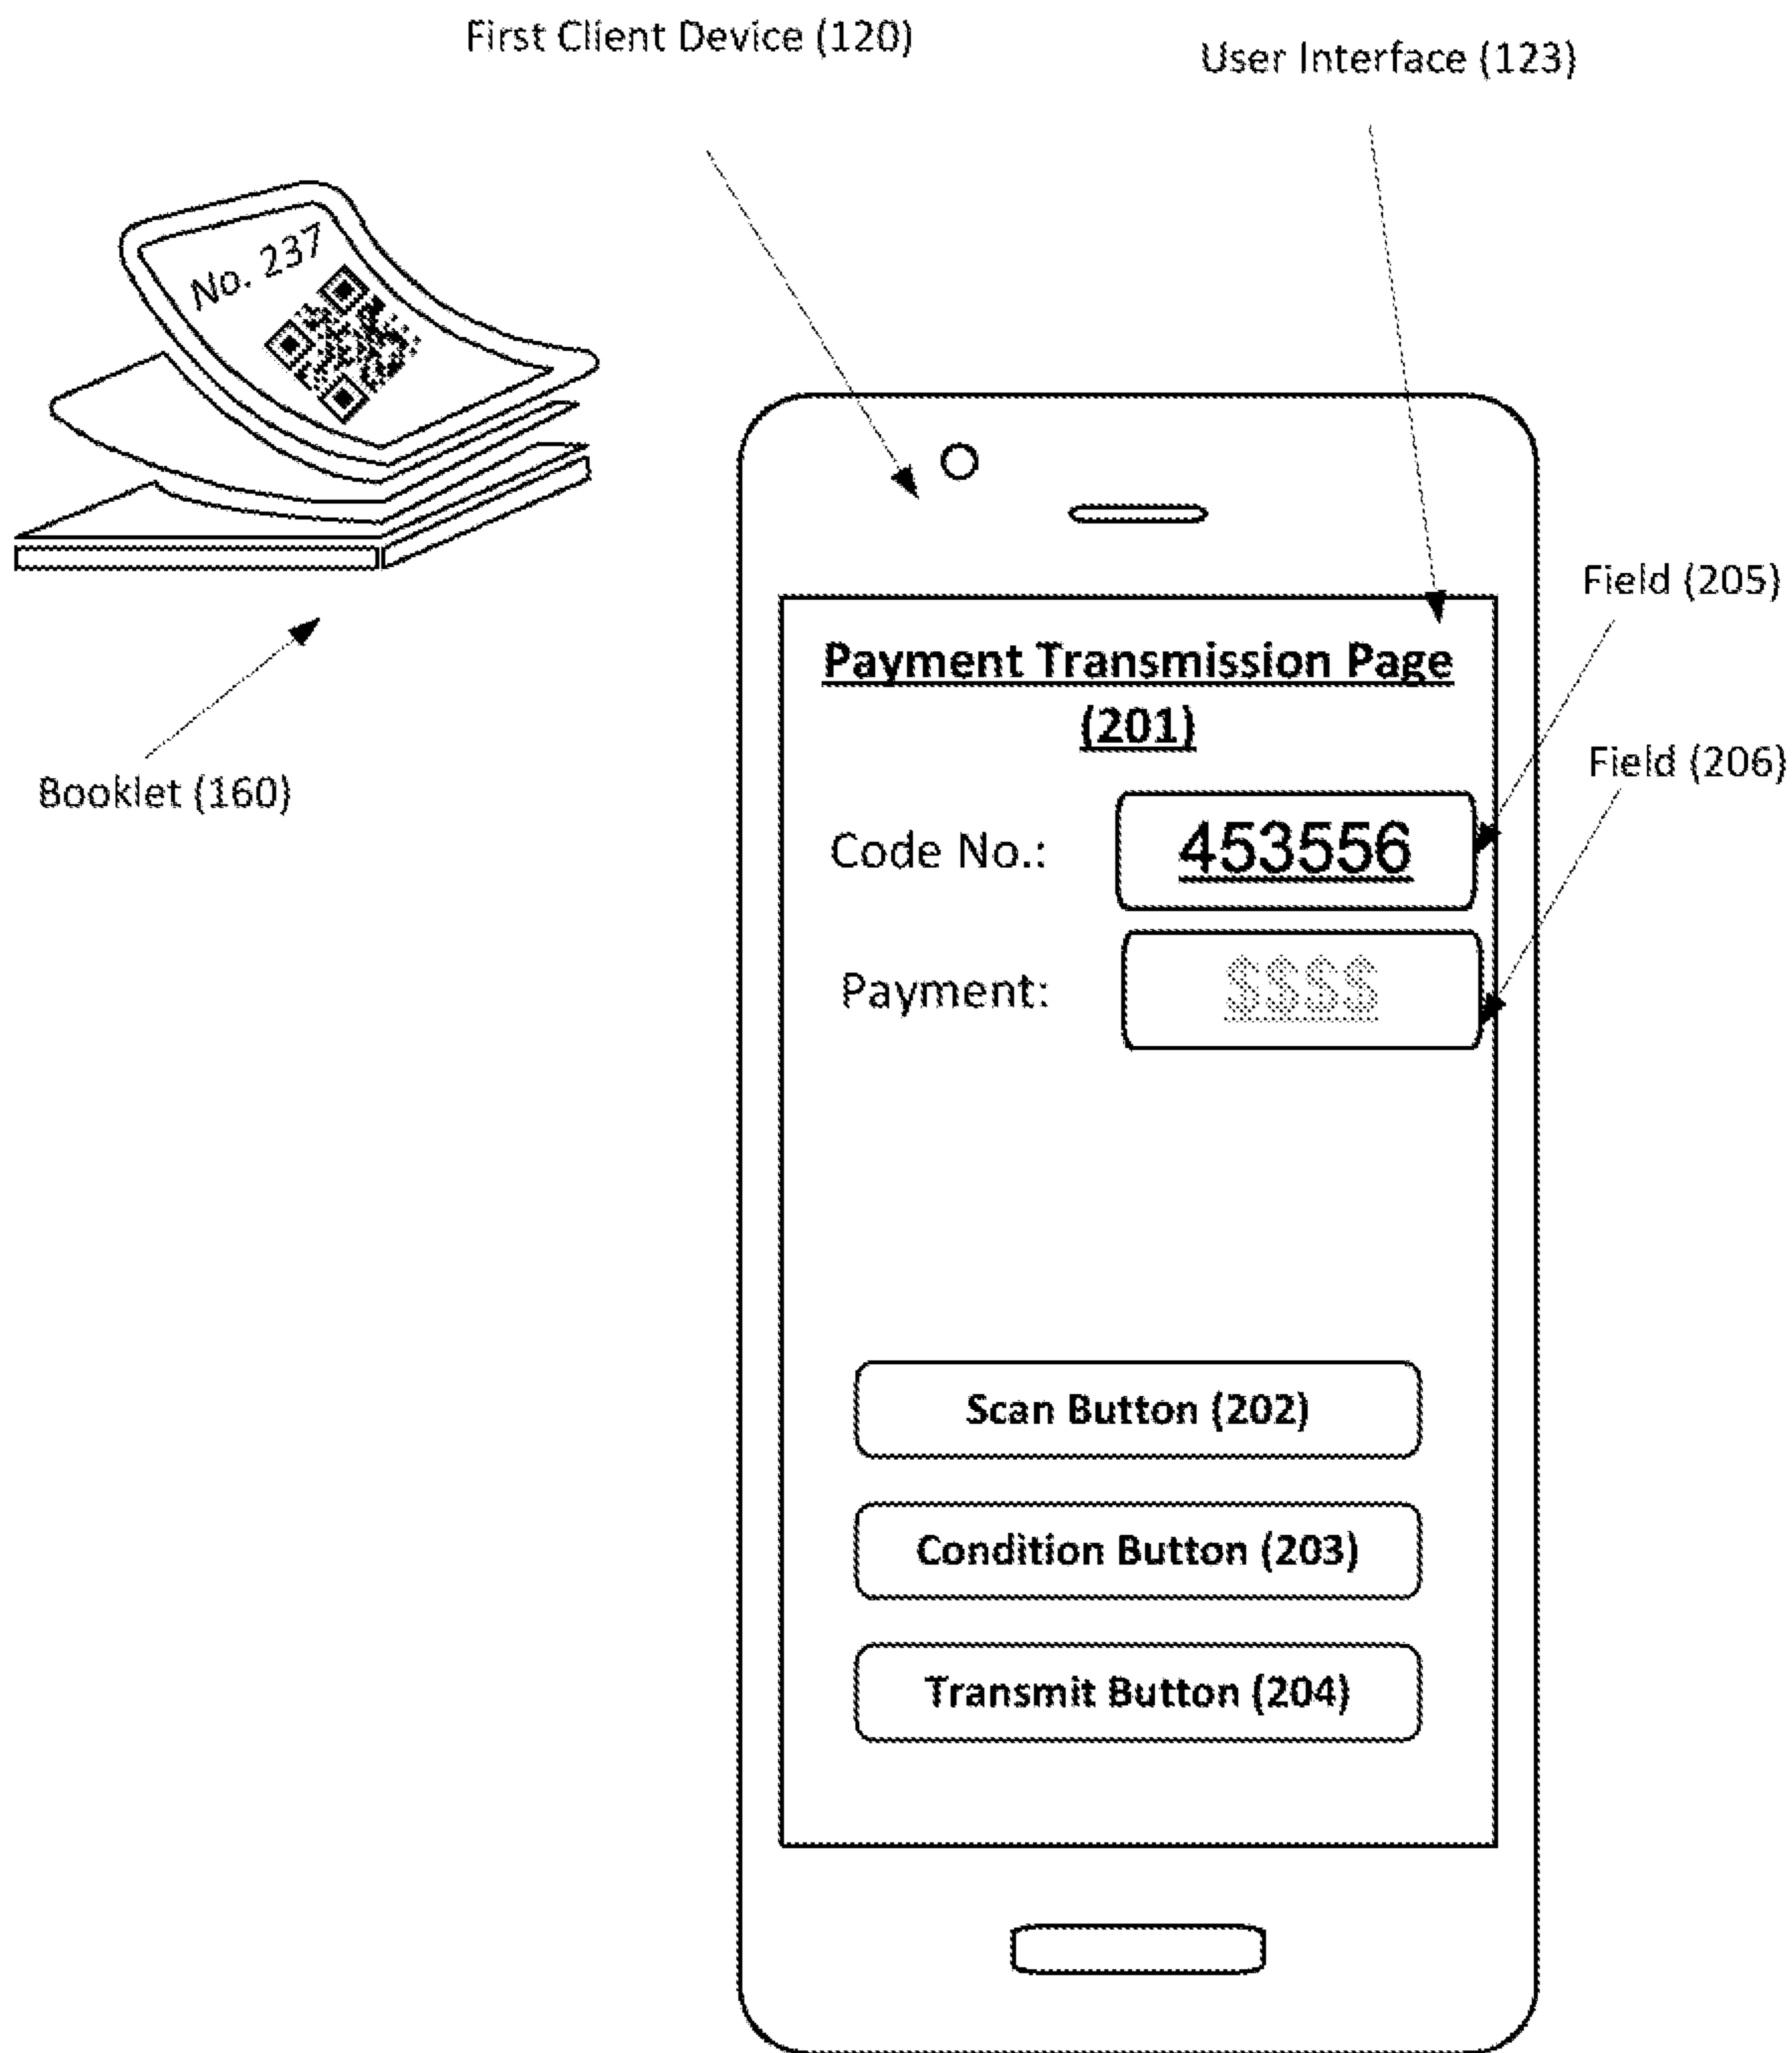 First Client Device (120)
User Interface (123)
No. 237
Field (205)
Payment Transmission Page
(201)
Field (206)
Booklet (160)
Code No.: 453556
Payment: $$$$
Scan Button (202)
Condition Button (203)
Transmit Button (204)